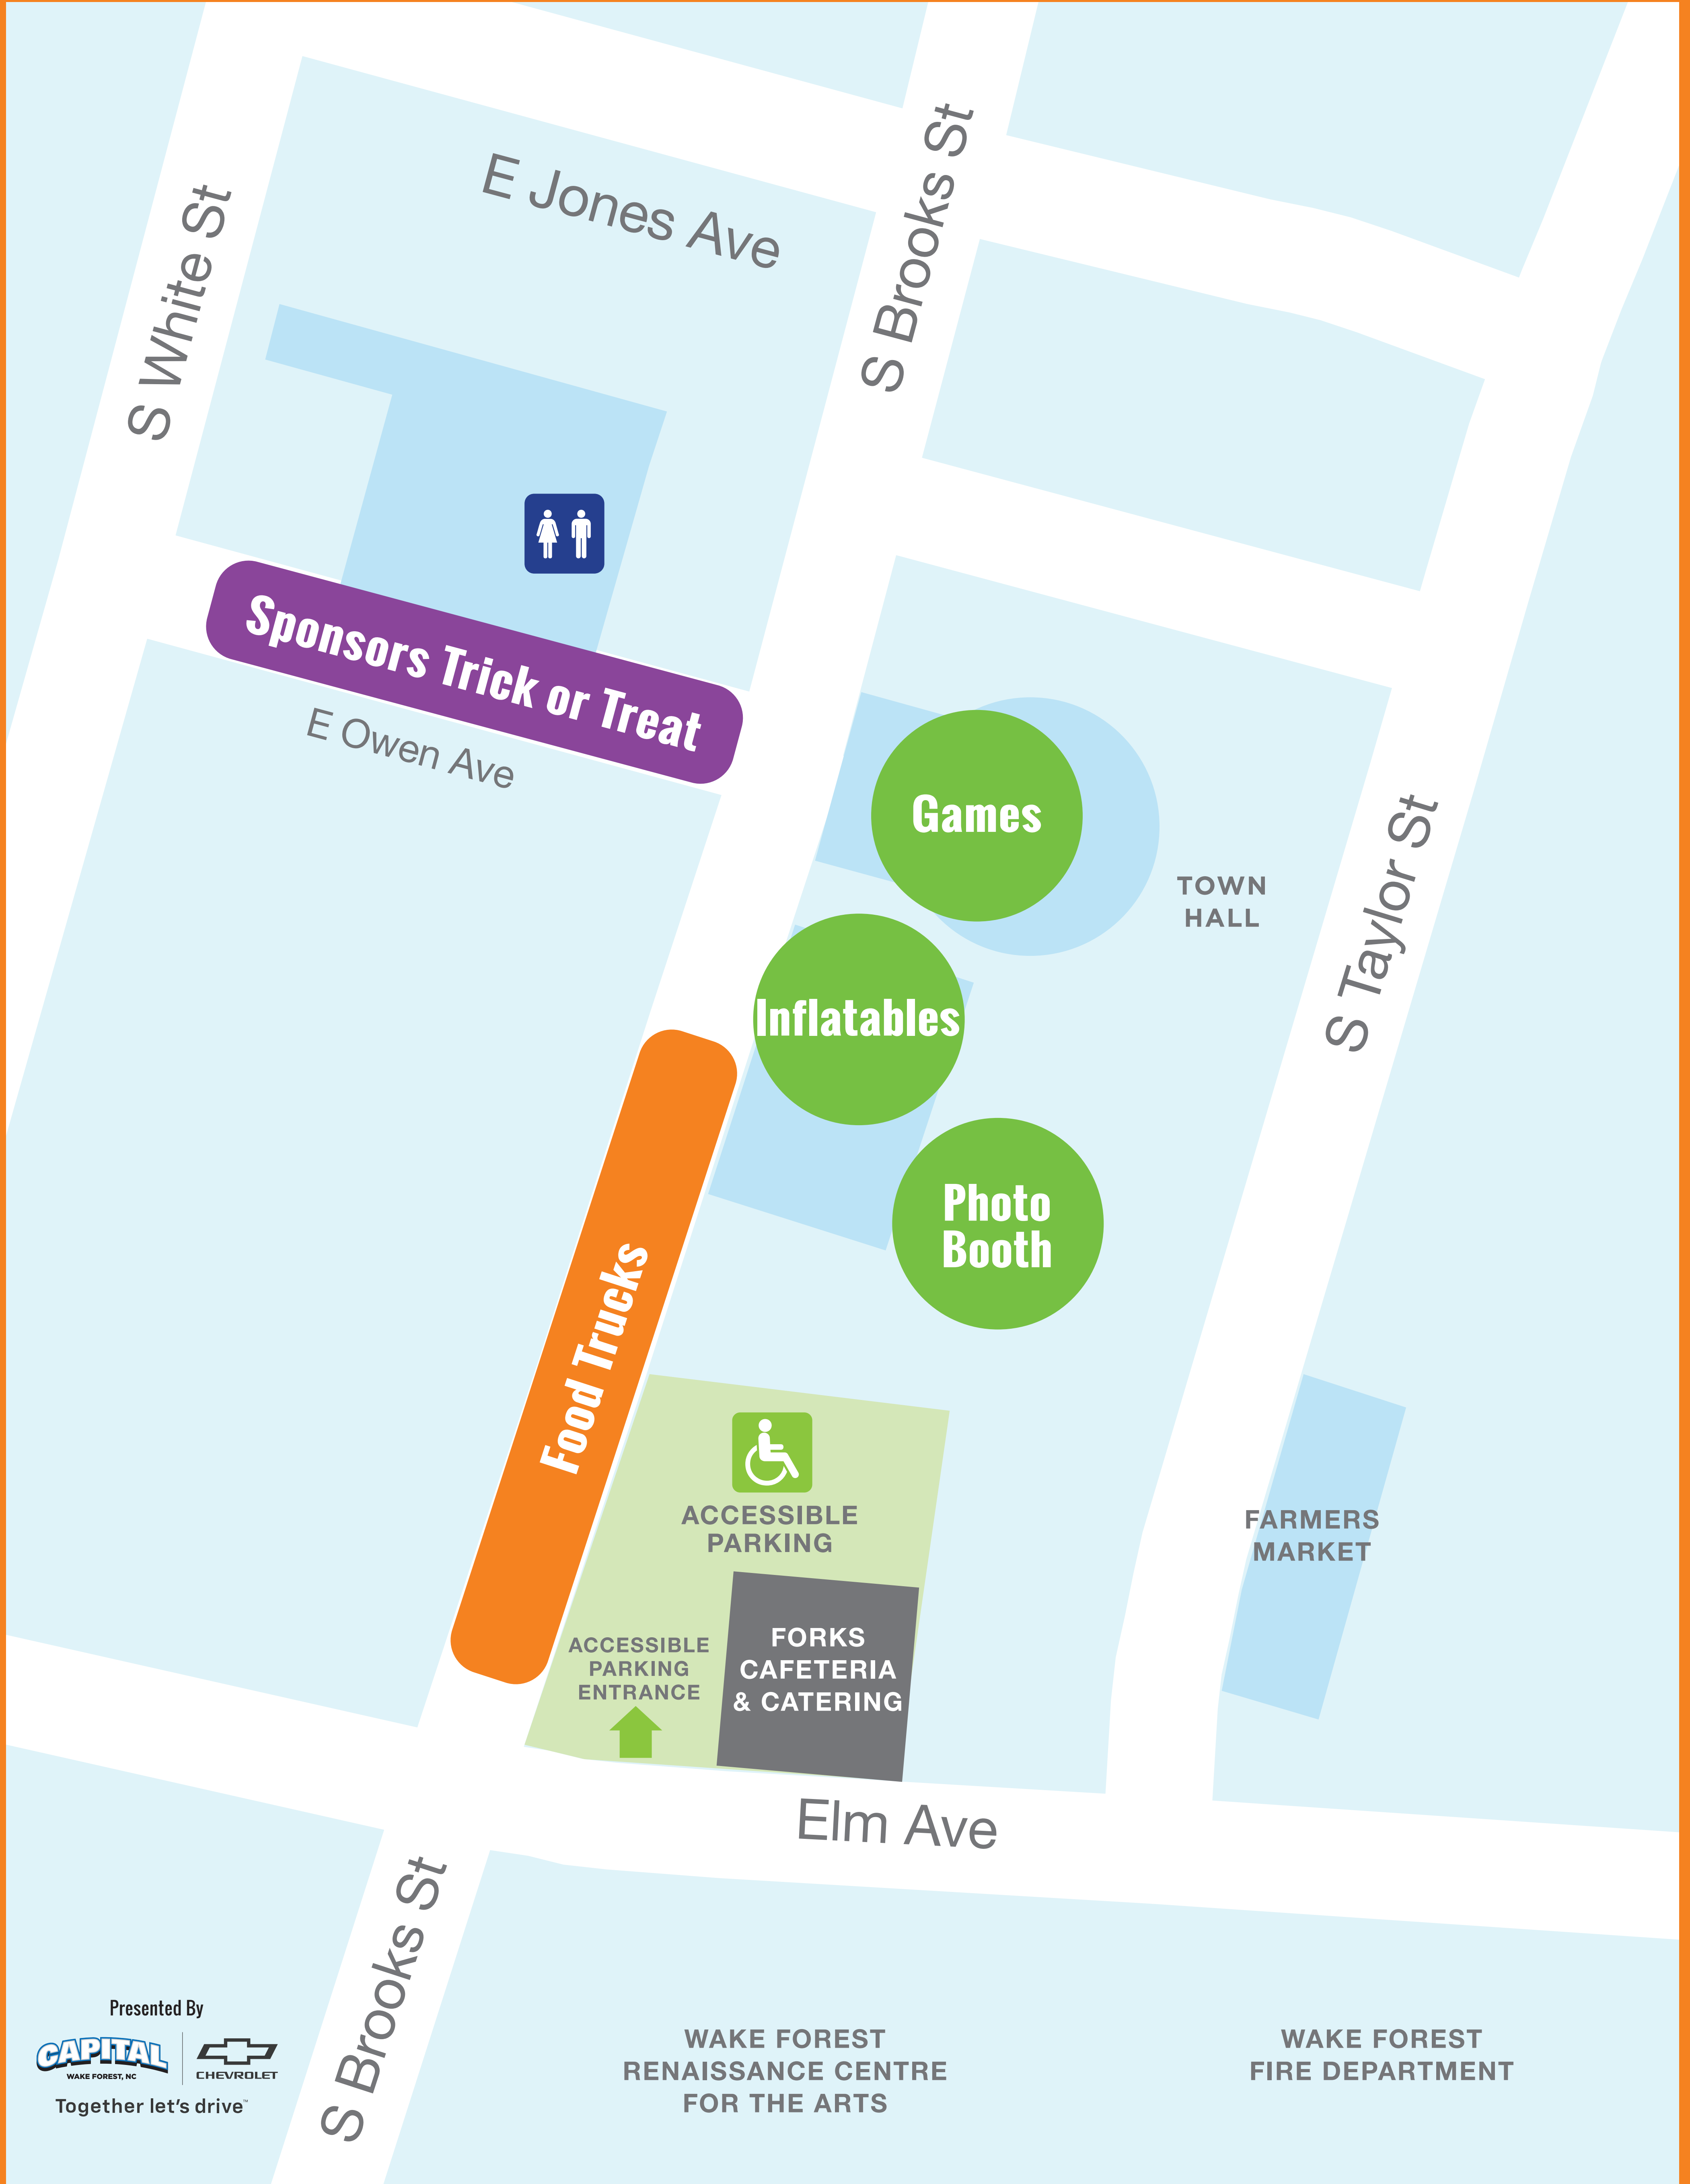 S White St
E Jones Ave
S Brooks St
Sponsors Trick or Treat
E Owen Ave
Games
TOWN
HALL
S Taylor St
Inflatables
Photo
Booth
Food Trucks
ACCESSIBLE
PARKING
FARMERS
MARKET
ACCESSIBLE
PARKING
ENTRANCE
FORKS
CAFETERIA
& CATERING
Elm Ave
S Brooks St
Presented By
CAPITAL
WAKE FOREST, NC
CHEVROLET
Together let's drive™
WAKE FOREST
RENAISSANCE CENTRE
FOR THE ARTS
WAKE FOREST
FIRE DEPARTMENT